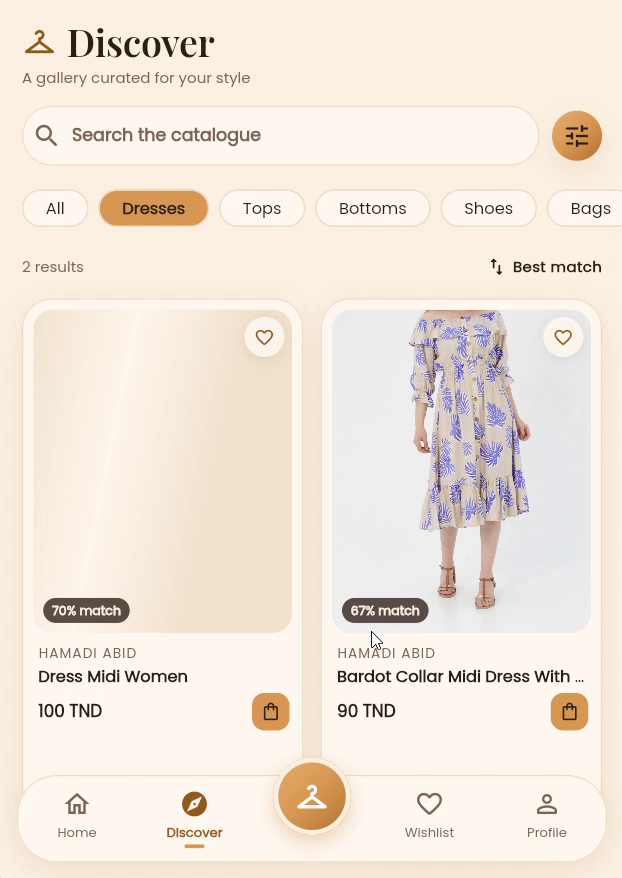 Discover
A gallery curated for your style
Search the catalogue
All Dresses Tops Bottoms Shoes Bags
2 results Best match
70% match 67% match
HAMADI ABID HAMADI ABID
Dress Midi Women Bardot Collar Midi Dress With ...
100 TND 90 TND
Home Discover Wishlist Profile